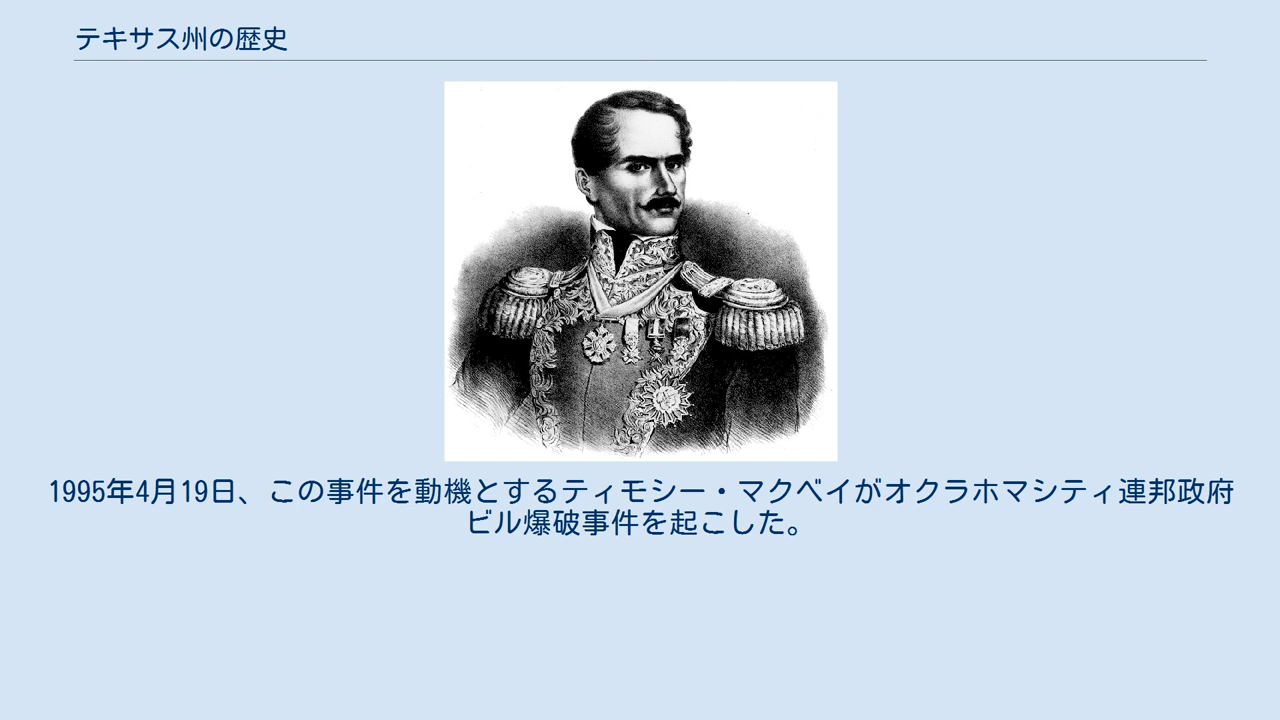 テキサス州の歴史
1995年4月19日、この事件を動機とするティモシー・マクベイがオクラホマシティ連邦政府
ビル爆破事件を起こした。